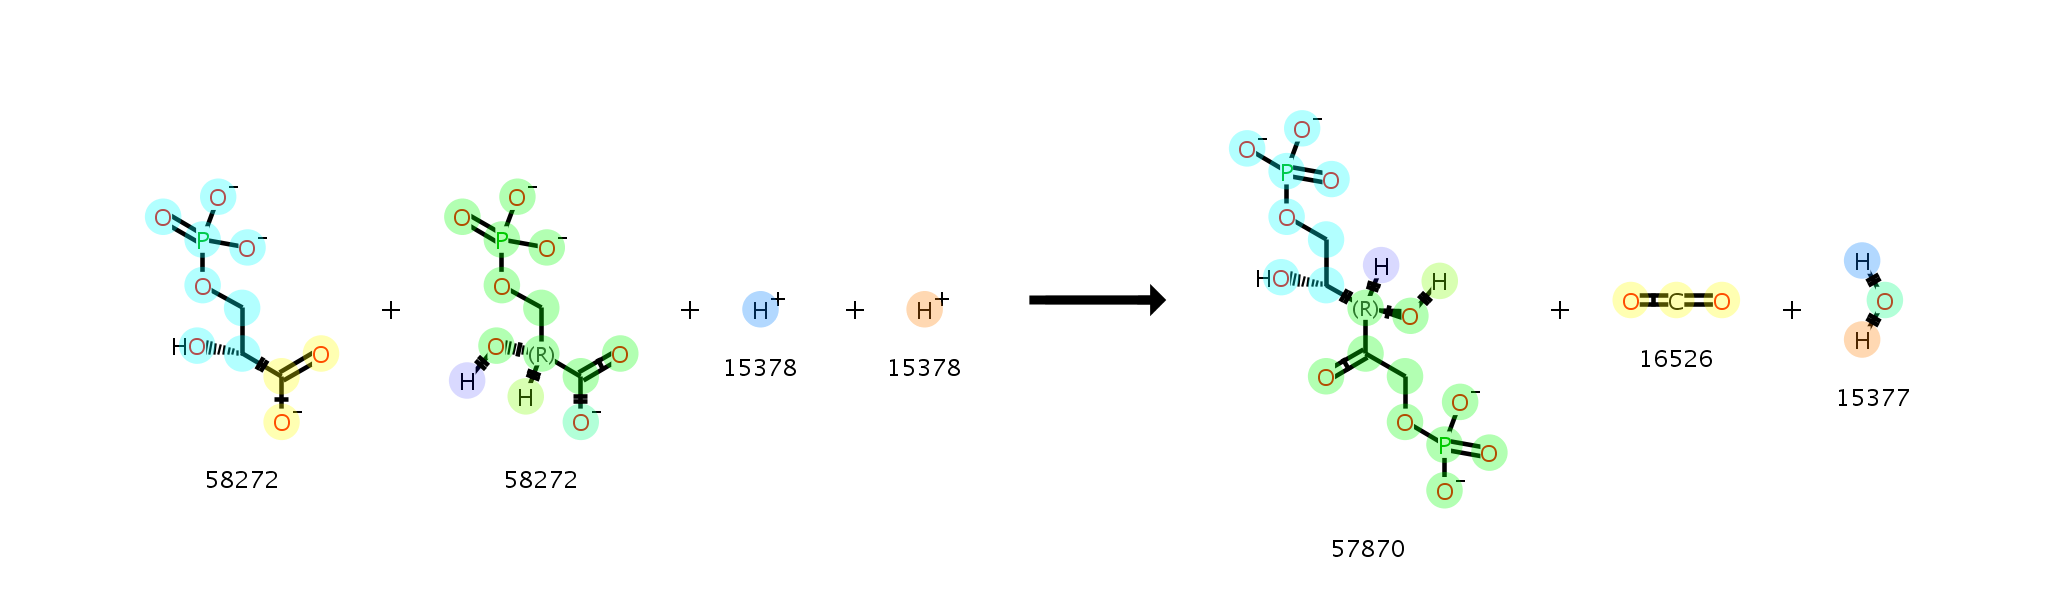 O O⁻ P O⁻ O HO O O⁻
58272
+
O O⁻ P O⁻ O O (R) O H H O⁻
58272
+
H⁺
15378
+
H⁺
15378
O⁻ O⁻ P O O HO H H (R) O O O O⁻ P O O⁻
57870
+
O C O
16526
+
H O H
15377